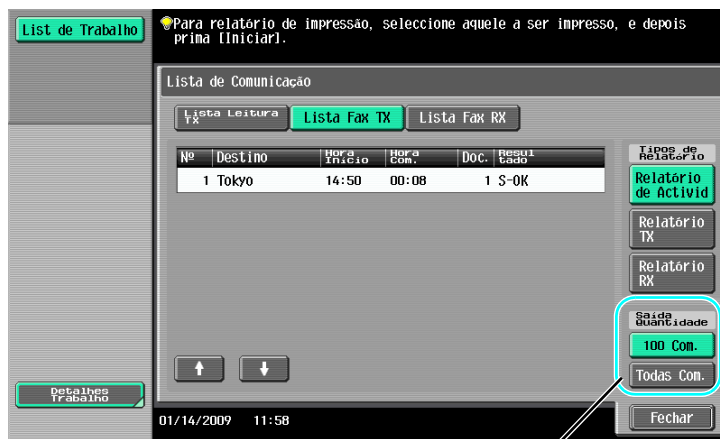 List de Trabalho
Para relatório de impressão, seleccione aquele a ser impresso, e depois
prima [Iniciar].
Lista de Comunicação
Lista Leitura
TX
Lista Fax TX
Lista Fax RX
Nº Destino Hora Início Hora Com. Doc. Resultado
1 Tokyo 14:50 00:08 1 S-OK
Tipos de
Relatório
Relatório
de Activid
Relatório
TX
Relatório
RX
Saída
Quantidade
100 Com.
Todas Com.
Detalhes
Trabalho
01/14/2009 11:58
Fechar